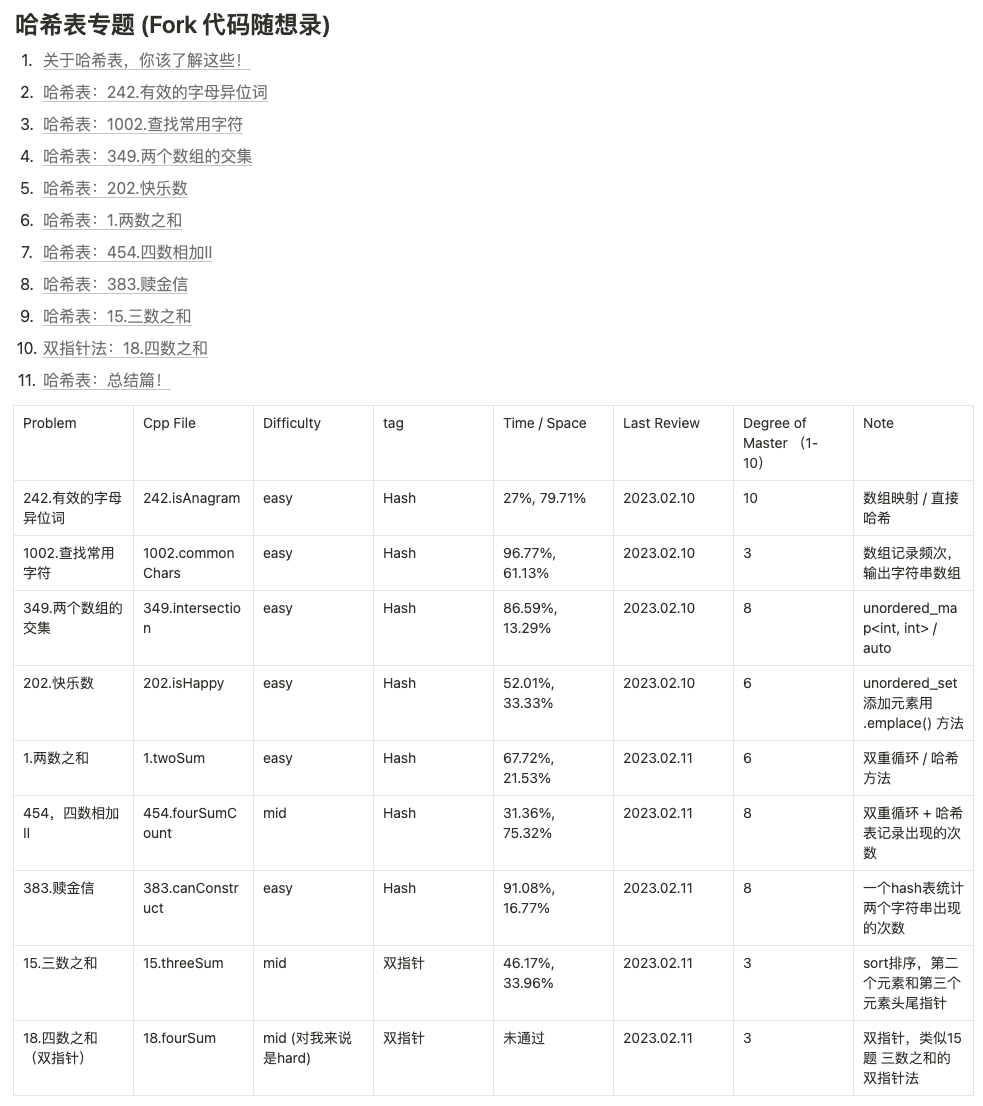 哈希表专题 (Fork 代码随想录)
1. 关于哈希表，你该了解这些！
2. 哈希表：242.有效的字母异位词
3. 哈希表：1002.查找常用字符
4. 哈希表：349.两个数组的交集
5. 哈希表：202.快乐数
6. 哈希表：1.两数之和
7. 哈希表：454.四数相加II
8. 哈希表：383.赎金信
9. 哈希表：15.三数之和
10. 双指针法：18.四数之和
11. 哈希表：总结篇！
Problem
Cpp File
Difficulty
tag
Time / Space
Last Review
Degree of
Master （1-
10）
Note
242.有效的字母
异位词
242.isAnagram
easy
Hash
27%, 79.71%
2023.02.10
10
数组映射 / 直接
哈希
1002.查找常用
字符
1002.common
Chars
easy
Hash
96.77%,
61.13%
2023.02.10
3
数组记录频次，
输出字符串数组
349.两个数组的
交集
349.intersectio
n
easy
Hash
86.59%,
13.29%
2023.02.10
8
unordered_ma
p<int, int> /
auto
202.快乐数
202.isHappy
easy
Hash
52.01%,
33.33%
2023.02.10
6
unordered_set
添加元素用
.emplace() 方法
1.两数之和
1.twoSum
easy
Hash
67.72%,
21.53%
2023.02.11
6
双重循环 / 哈希
方法
454，四数相加
II
454.fourSumC
ount
mid
Hash
31.36%,
75.32%
2023.02.11
8
双重循环 + 哈希
表记录出现的次
数
383.赎金信
383.canConstr
uct
easy
Hash
91.08%,
16.77%
2023.02.11
8
一个hash表统计
两个字符串出现
的次数
15.三数之和
15.threeSum
mid
双指针
46.17%,
33.96%
2023.02.11
3
sort排序，第二
个元素和第三个
元素头尾指针
18.四数之和
（双指针）
18.fourSum
mid (对我来说
是hard)
双指针
未通过
2023.02.11
3
双指针，类似15
题 三数之和的
双指针法